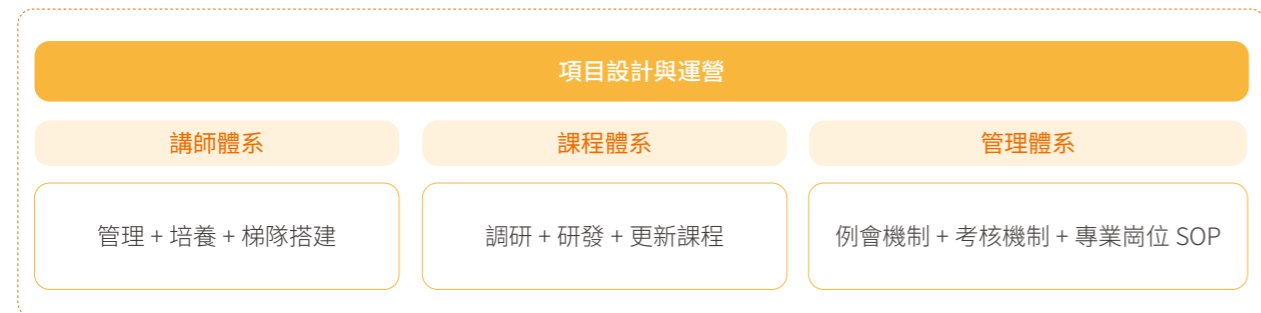 項目設計與運營
講師體系
課程體系
管理體系
管理 + 培養 + 梯隊搭建
調研 + 研發 + 更新課程
例會機制 + 考核機制 + 專業崗位 SOP